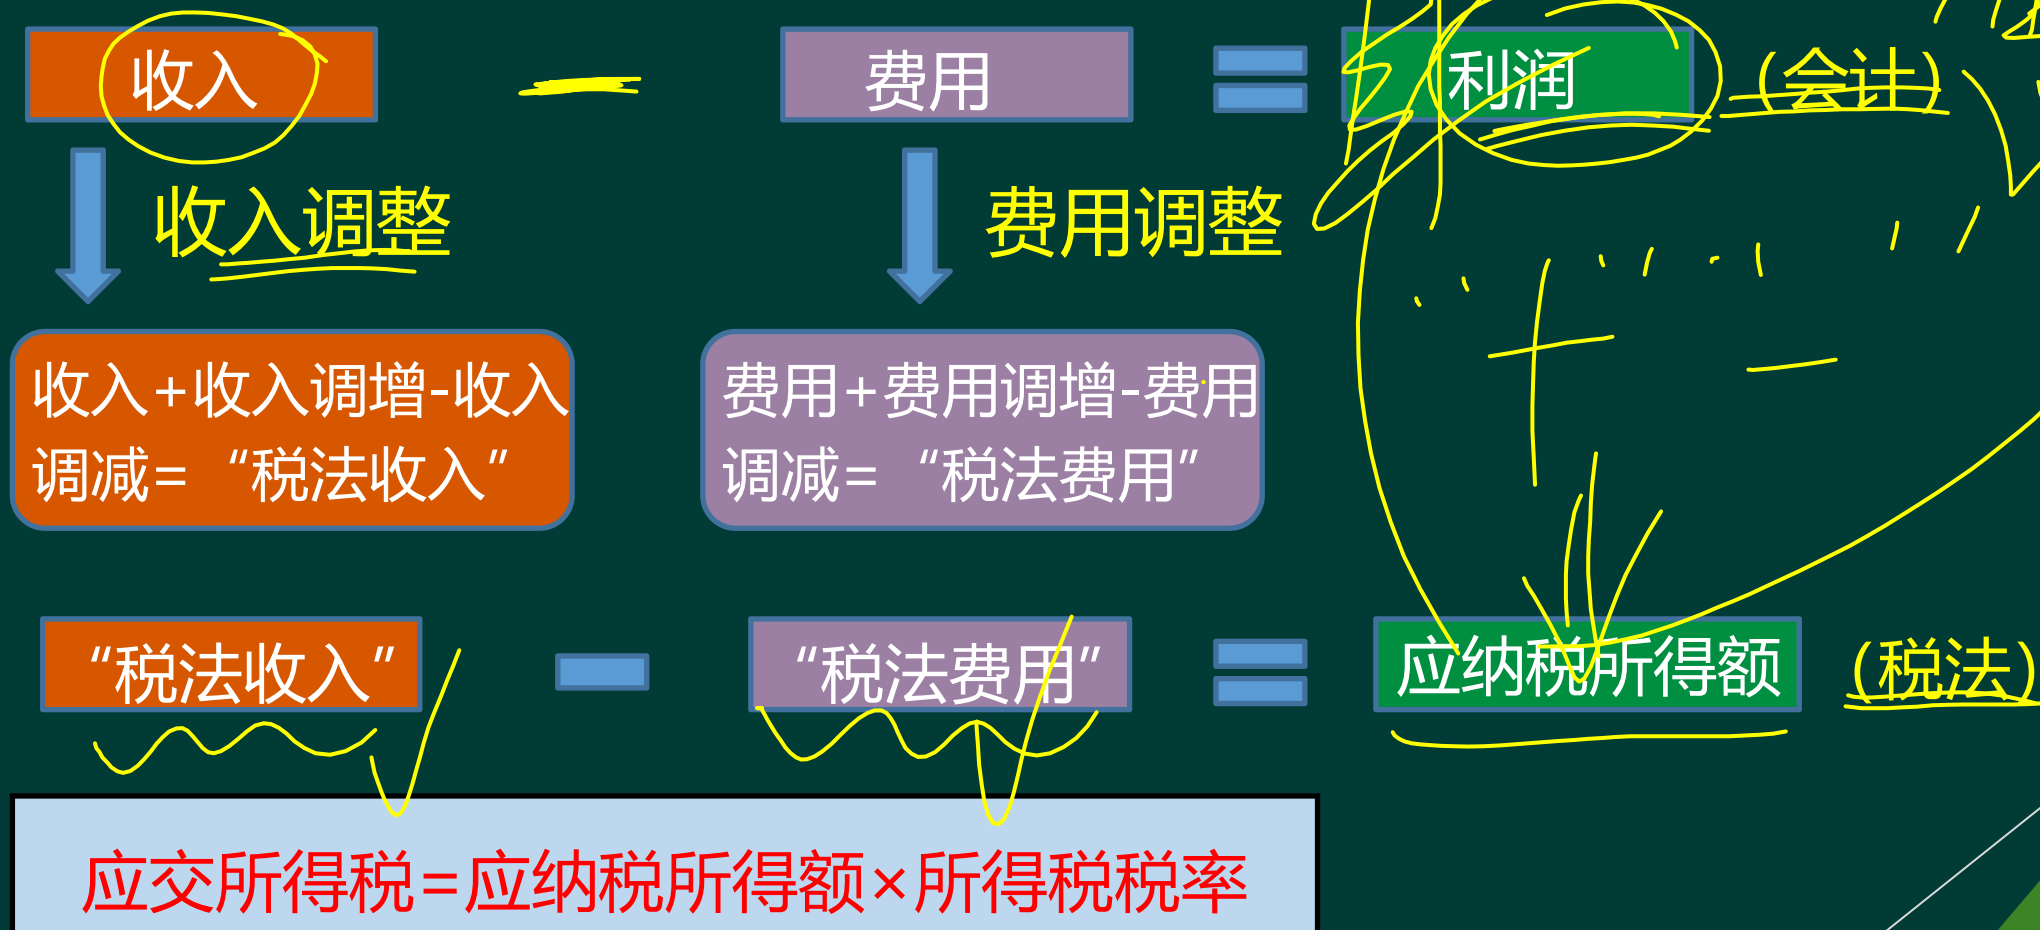 收入 - 费用 = 利润 (会计)
收入调整 费用调整
收入+收入调增-收入
调减=“税法收入”
费用+费用调增-费用
调减=“税法费用”
“税法收入” - “税法费用” = 应纳税所得额 (税法)
应交所得税=应纳税所得额×所得税税率